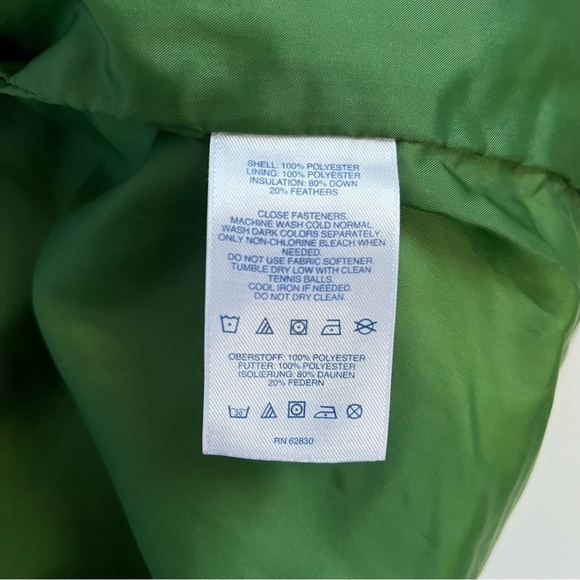 SHELL: 100% POLYESTER
LINING: 100% POLYESTER
INSULATION: 80% DOWN
20% FEATHERS
CLOSE FASTENERS.
MACHINE WASH COLD NORMAL.
WASH DARK COLORS SEPARATELY.
ONLY NON-CHLORINE BLEACH WHEN
NEEDED.
DO NOT USE FABRIC SOFTENER.
TUMBLE DRY LOW WITH CLEAN
TENNIS BALLS.
COOL IRON IF NEEDED.
DO NOT DRY CLEAN.
OBERSTOFF: 100% POLYESTER
FUTTER: 100% POLYESTER
ISOLIERUNG: 80% DAUNEN
20% FEDERN
30
RN 62830